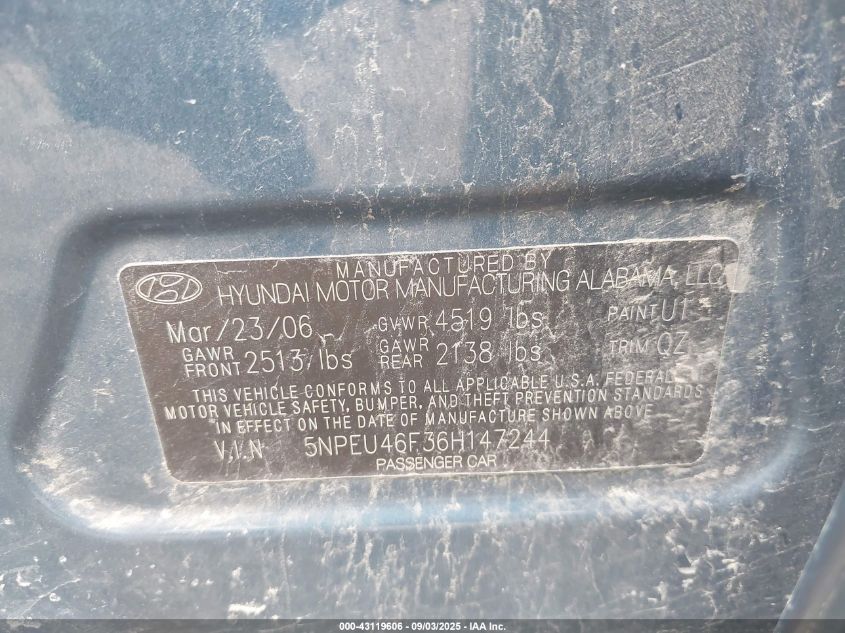 MANUFACTURED BY
HYUNDAI MOTOR MANUFACTURING ALABAMA, LLC
Mar/23/06 GVWR 4519 lbs PAINT U1
GAWR FRONT 2513 lbs GAWR REAR 2138 lbs TRIM QZ
THIS VEHICLE CONFORMS TO ALL APPLICABLE U.S.A. FEDERAL
MOTOR VEHICLE SAFETY, BUMPER, AND THEFT PREVENTION STANDARDS
IN EFFECT ON THE DATE OF MANUFACTURE SHOWN ABOVE
V.I.N 5NPEU46F36H147244
PASSENGER CAR
000-43119606 - 09/03/2025 - IAA Inc.